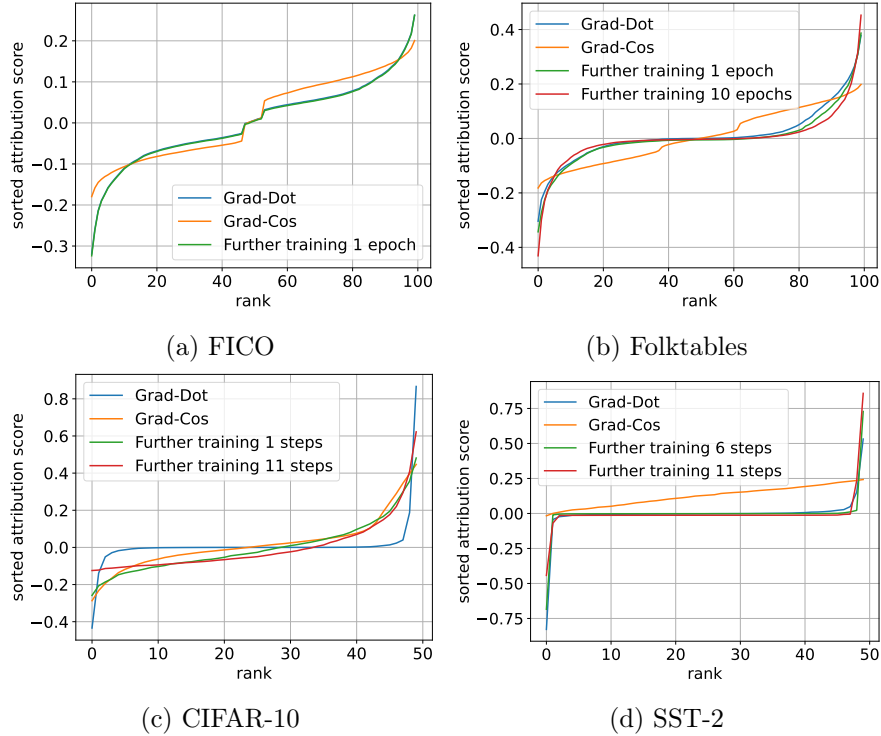 0.2
0.1
0.0
−0.1
−0.2
−0.3
sorted attribution score
Grad-Dot
Grad-Cos
Further training 1 epoch
0 20 40 60 80 100
rank
(a) FICO
0.4
0.2
0.0
−0.2
−0.4
sorted attribution score
Grad-Dot
Grad-Cos
Further training 1 epoch
Further training 10 epochs
0 20 40 60 80 100
rank
(b) Folktables
0.8
0.6
0.4
0.2
0.0
−0.2
−0.4
sorted attribution score
Grad-Dot
Grad-Cos
Further training 1 steps
Further training 11 steps
0 10 20 30 40 50
rank
(c) CIFAR-10
0.75
0.50
0.25
0.00
−0.25
−0.50
−0.75
sorted attribution score
Grad-Dot
Grad-Cos
Further training 6 steps
Further training 11 steps
0 10 20 30 40 50
rank
(d) SST-2